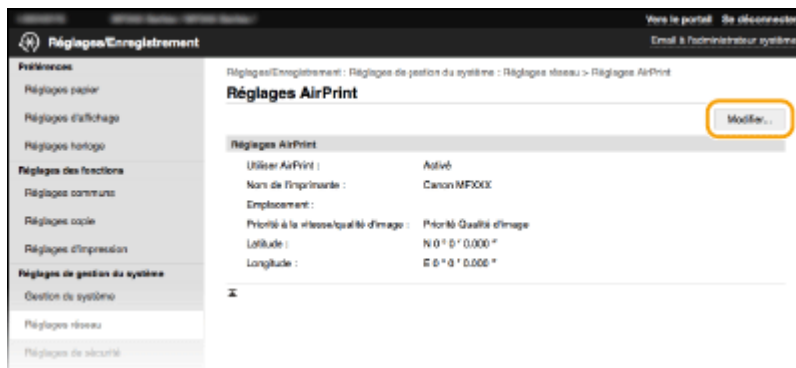 Vers le portail Se déconnecter
Réglages/Enregistrement
Email à l'administrateur système
Préférences
Réglages papier
Réglages d'affichage
Réglages horloge
Réglages des fonctions
Réglages communs
Réglages copie
Réglages d'impression
Réglages de gestion du système
Gestion du système
Réglages réseau
Réglages de sécurité
Réglages/Enregistrement : Réglages de gestion du système : Réglages réseau > Réglages AirPrint
Réglages AirPrint
Modifier...
Réglages AirPrint
Utiliser AirPrint : Activé
Nom de l'imprimante : Canon MFXXX
Emplacement :
Priorité à la vitesse/qualité d'image : Priorité Qualité d'image
Latitude : N 0 ° 0 ' 0.000 "
Longitude : E 0 ° 0 ' 0.000 "